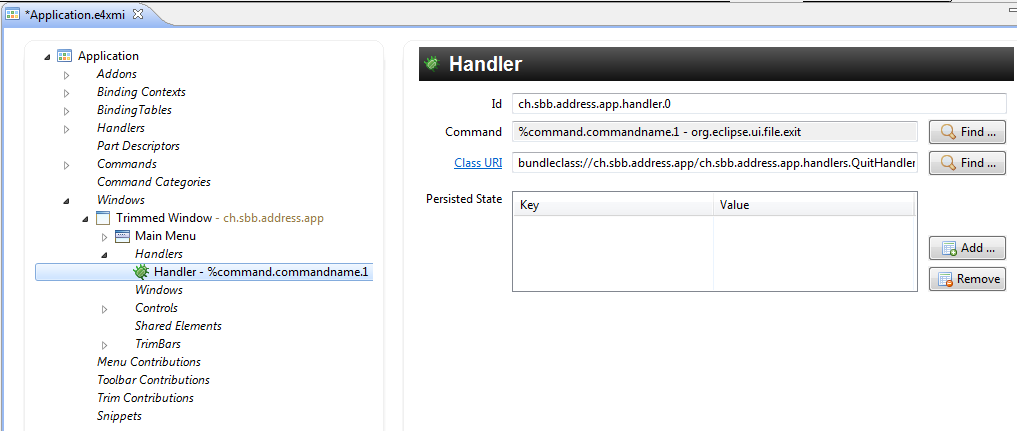 *Application.e4xmi
Application
Addons
Binding Contexts
BindingTables
Handlers
Part Descriptors
Commands
Command Categories
Windows
Trimmed Window - ch.sbb.address.app
Main Menu
Handlers
Handler - %command.commandname.1
Windows
Controls
Shared Elements
TrimBars
Menu Contributions
Toolbar Contributions
Trim Contributions
Snippets
Handler
Id ch.sbb.address.app.handler.0
Command %command.commandname.1 - org.eclipse.ui.file.exit Find ...
Class URI bundleclass://ch.sbb.address.app/ch.sbb.address.app.handlers.QuitHandler Find ...
Persisted State Key Value
Add ...
Remove